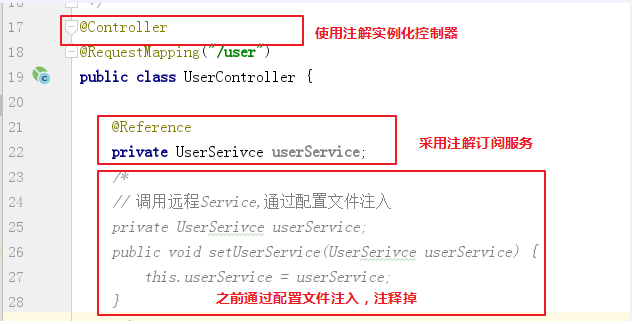 */
17 @Controller 使用注解实例化控制器
18 @RequestMapping("/user")
19 public class UserController {
20
21 @Reference
22 private UserSerivce userService; 采用注解订阅服务
23 /*
24 // 调用远程Service,通过配置文件注入
25 private UserSerivce userService;
26 public void setUserService(UserSerivce userService) {
27 this.userService = userService;
28 } 之前通过配置文件注入，注释掉